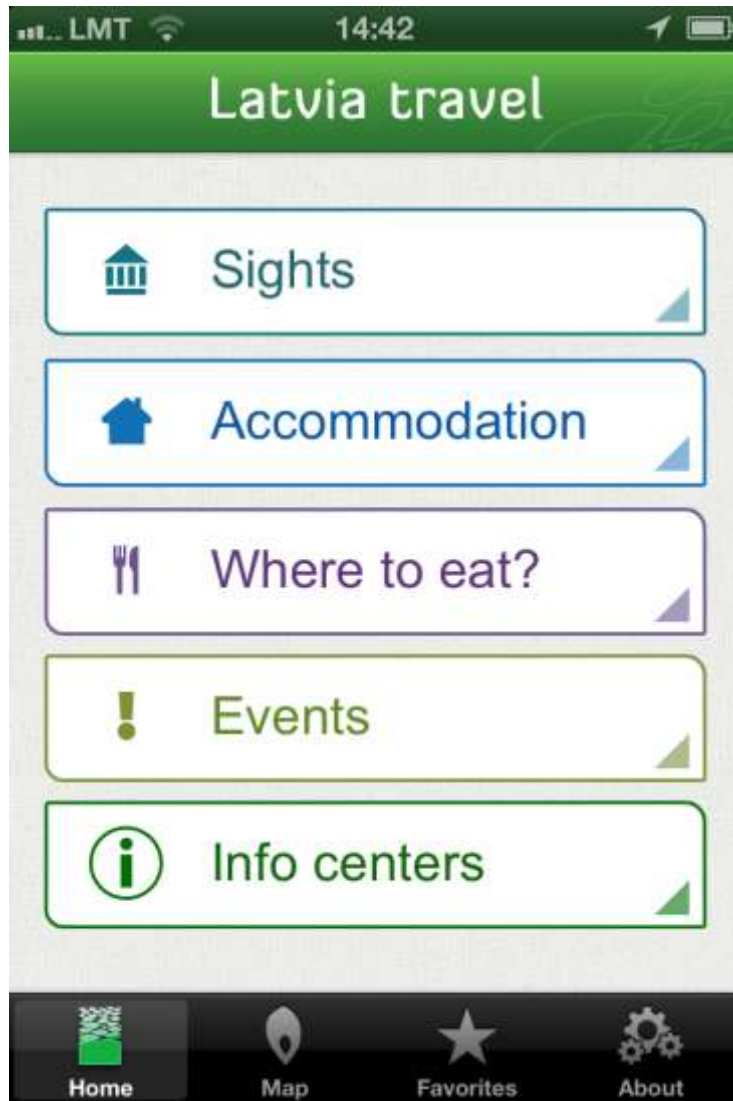 LMT 14:42
Latvia travel
Sights
Accommodation
Where to eat?
Events
Info centers
Home Map Favorites About